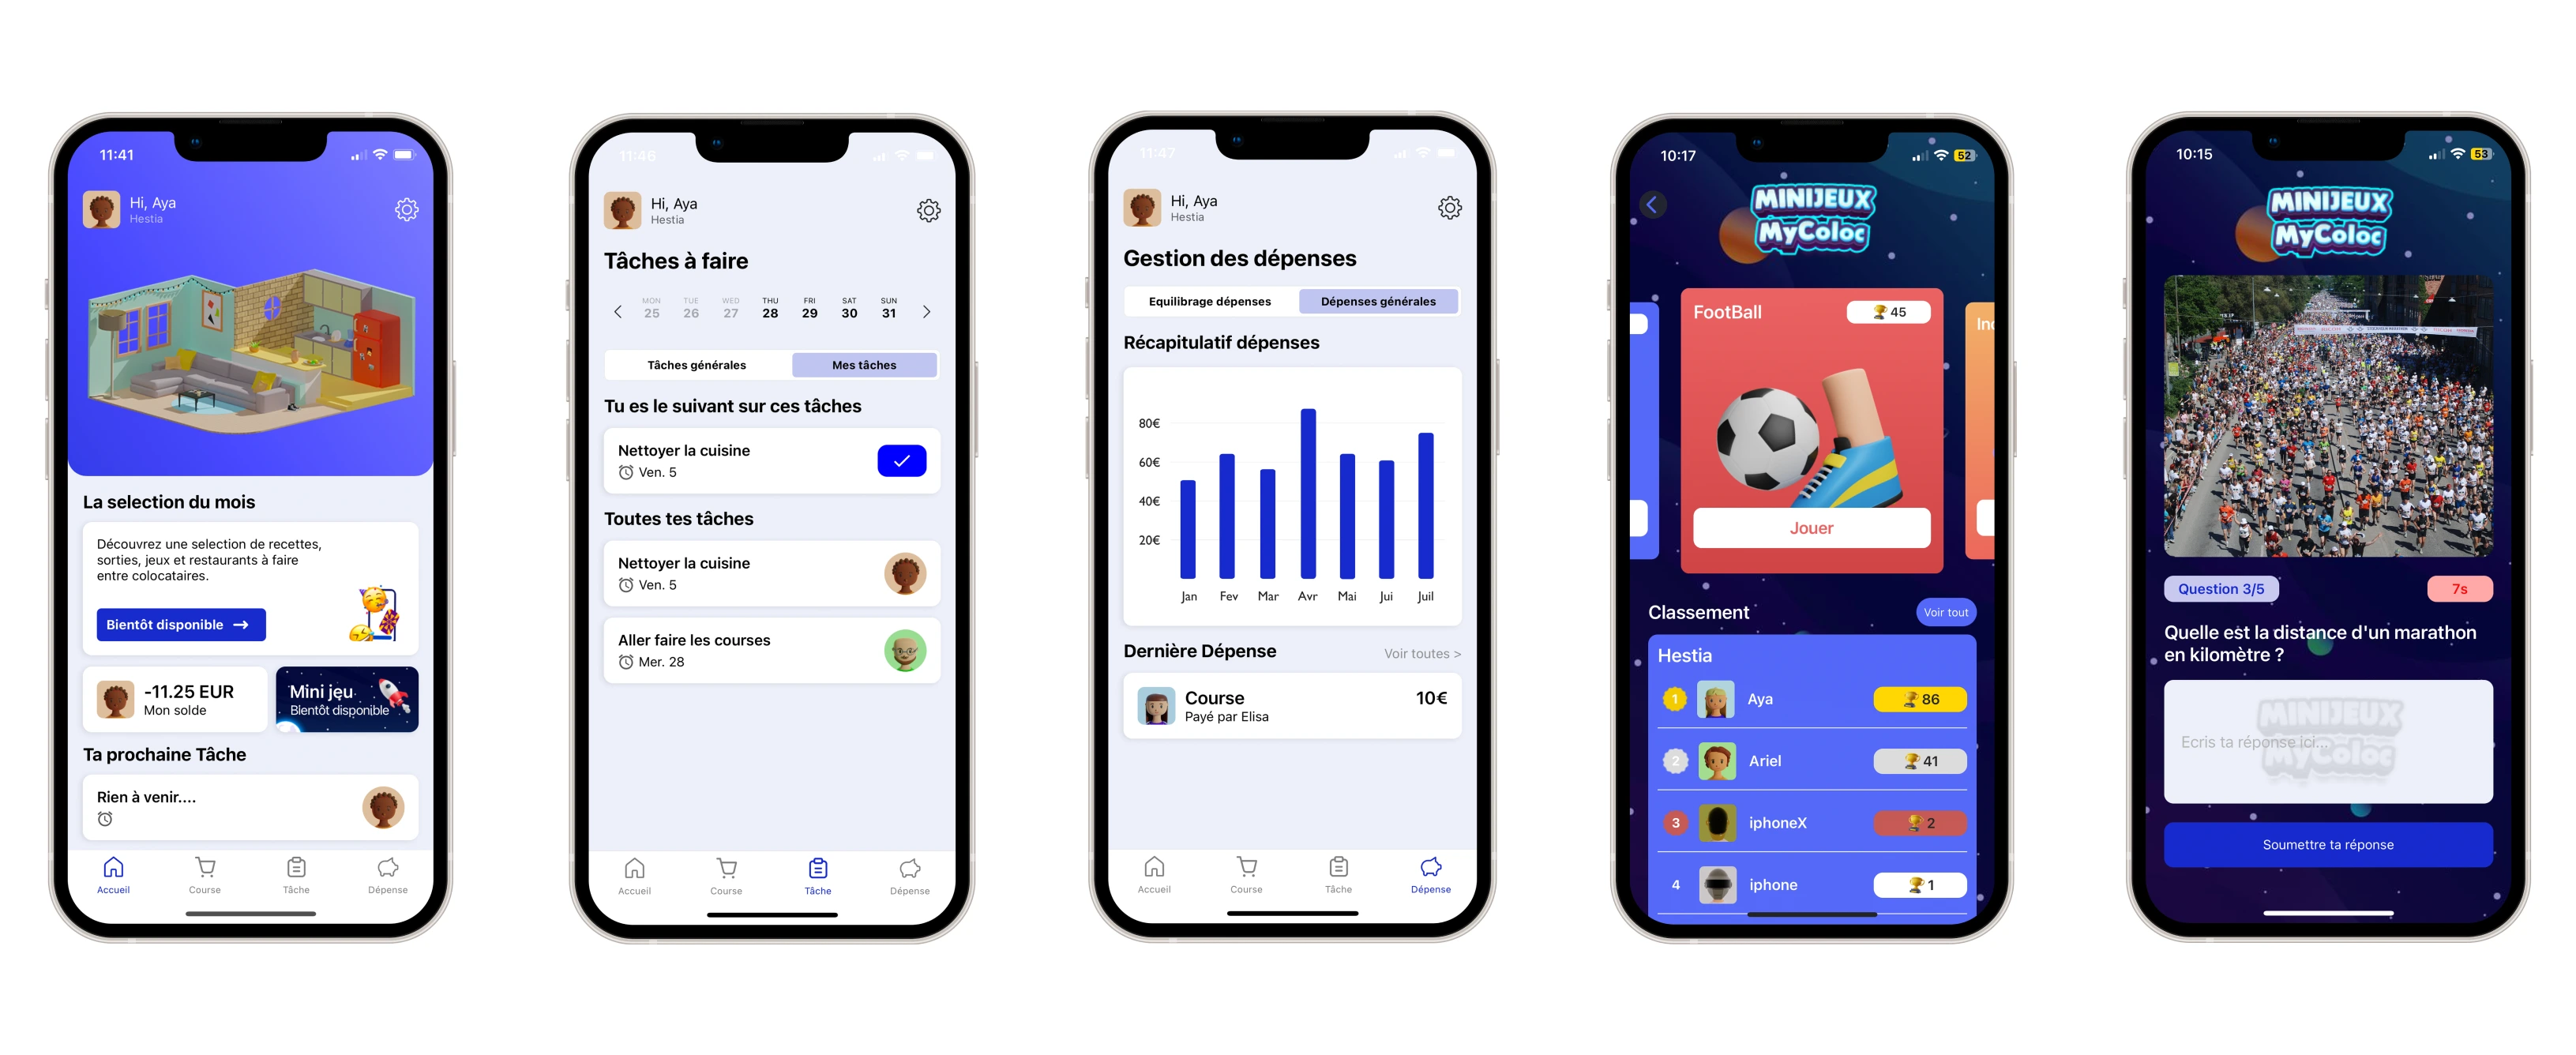 11:41
Hi, Aya
Hestia
La selection du mois
Découvrez une selection de recettes,
sorties, jeux et restaurants à faire
entre colocataires.
Bientôt disponible →
-11.25 EUR
Mon solde
Mini jeu
Bientôt disponible
Ta prochaine Tâche
Rien à venir....
Accueil Course Tâche Dépense
11:46
Hi, Aya
Hestia
Tâches à faire
MON TUE WED THU FRI SAT SUN
25 26 27 28 29 30 31
Tâches générales Mes tâches
Tu es le suivant sur ces tâches
Nettoyer la cuisine
Ven. 5
Toutes tes tâches
Nettoyer la cuisine
Ven. 5
Aller faire les courses
Mer. 28
Accueil Course Tâche Dépense
11:47
Hi, Aya
Hestia
Gestion des dépenses
Equilibrage dépenses Dépenses générales
Récapitulatif dépenses
80€
60€
40€
20€
Jan Fev Mar Avr Mai Jui Juil
Dernière Dépense Voir toutes >
Course 10€
Payé par Elisa
Accueil Course Tâche Dépense
10:17 52
MINIJEUX
MyColoc
FootBall 45
Jouer
Classement Voir tout
Hestia
1 Aya 86
2 Ariel 41
3 iphoneX 2
4 iphone 1
10:15 53
MINIJEUX
MyColoc
Question 3/5 7s
Quelle est la distance d'un marathon
en kilomètre ?
MINIJEUX
Ecris ta réponse ici...
MyColoc
Soumettre ta réponse